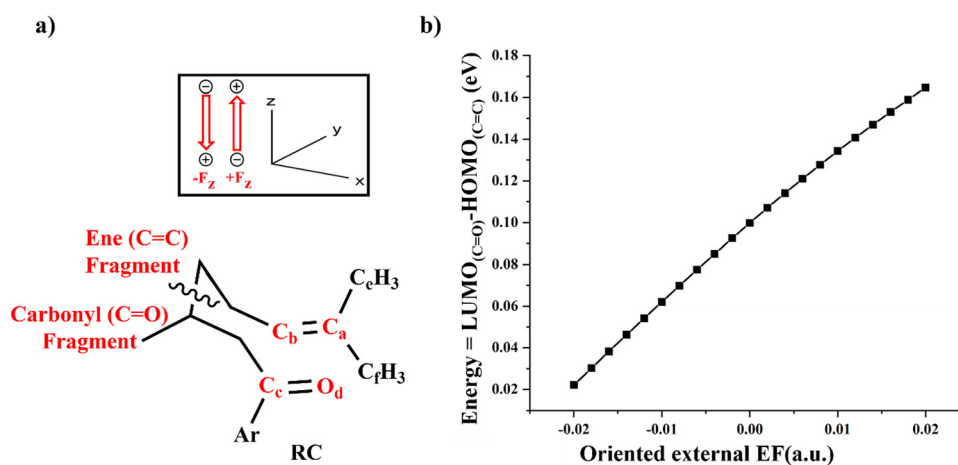 a)
⊖ ⊕
⊕ ⊖
-Fz +Fz
z
y
x
Ene (C=C)
Fragment
Carbonyl (C=O)
Fragment
CeH3
Cb=Ca
CfH3
Cc=Od
Ar
RC
b)
Energy = LUMO(C=O)-HOMO(C=C) (eV)
0.16
0.14
0.12
0.10
0.08
0.06
0.04
0.02
-0.02 -0.01 0.00 0.01 0.02
Oriented external EF(a.u.)